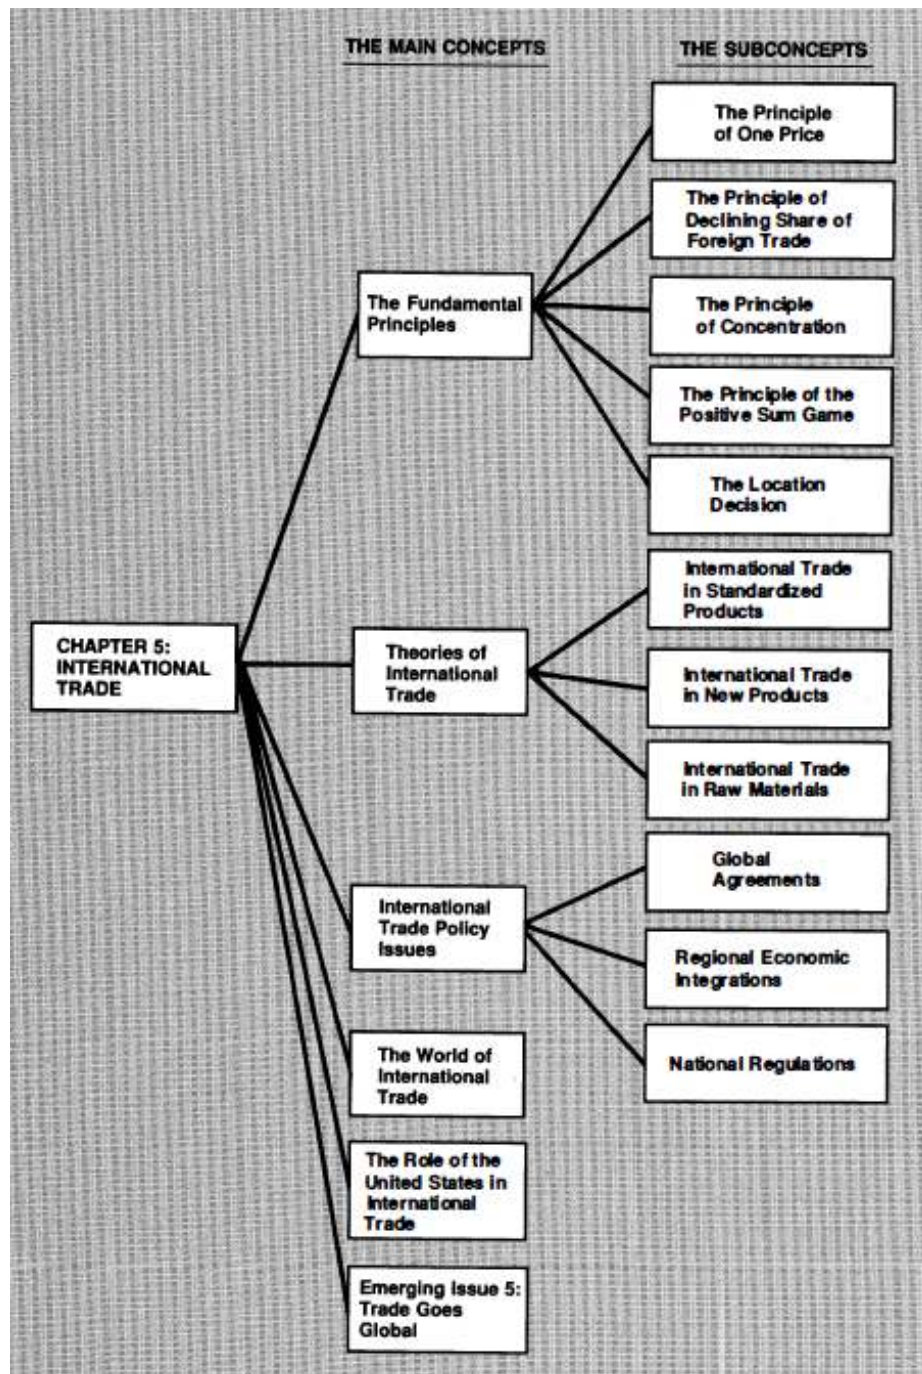 THE MAIN CONCEPTS
THE SUBCONCEPTS
CHAPTER 5:
INTERNATIONAL
TRADE
The Fundamental
Principles
The Principle
of One Price
The Principle of
Declining Share of
Foreign Trade
The Principle
of Concentration
The Principle of the
Positive Sum Game
The Location
Decision
Theories of
International
Trade
International Trade
in Standardized
Products
International Trade
in New Products
International Trade
in Raw Materials
International
Trade Policy
Issues
Global
Agreements
Regional Economic
Integrations
National Regulations
The World of
International
Trade
The Role of the
United States in
International
Trade
Emerging Issue 5:
Trade Goes
Global